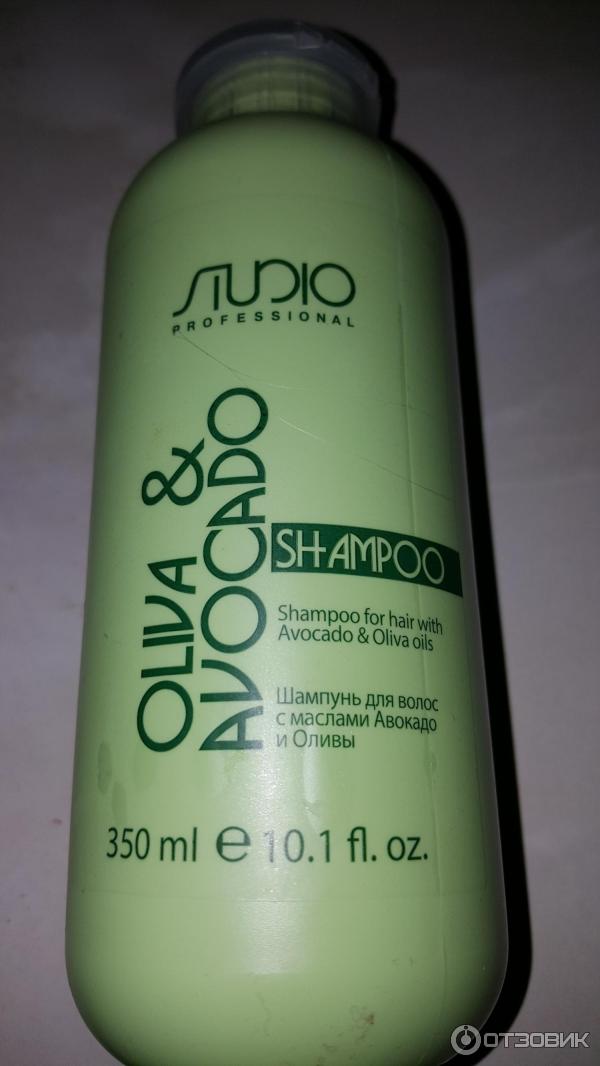 STUDIO
PROFESSIONAL
OLIVA &
AVOCADO
SHAMPOO
Shampoo for hair with
Avocado & Oliva oils
Шампунь для волос
с маслами Авокадо
и Оливы
350 ml e 10.1 fl. oz.
ОТЗОВИК